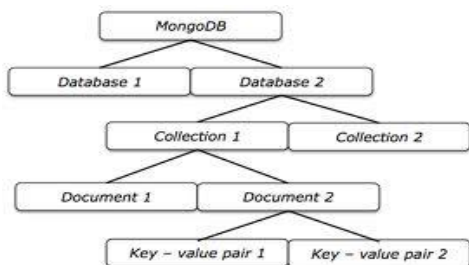 MongoDB
Database 1
Database 2
Collection 1
Collection 2
Document 1
Document 2
Key – value pair 1
Key – value pair 2